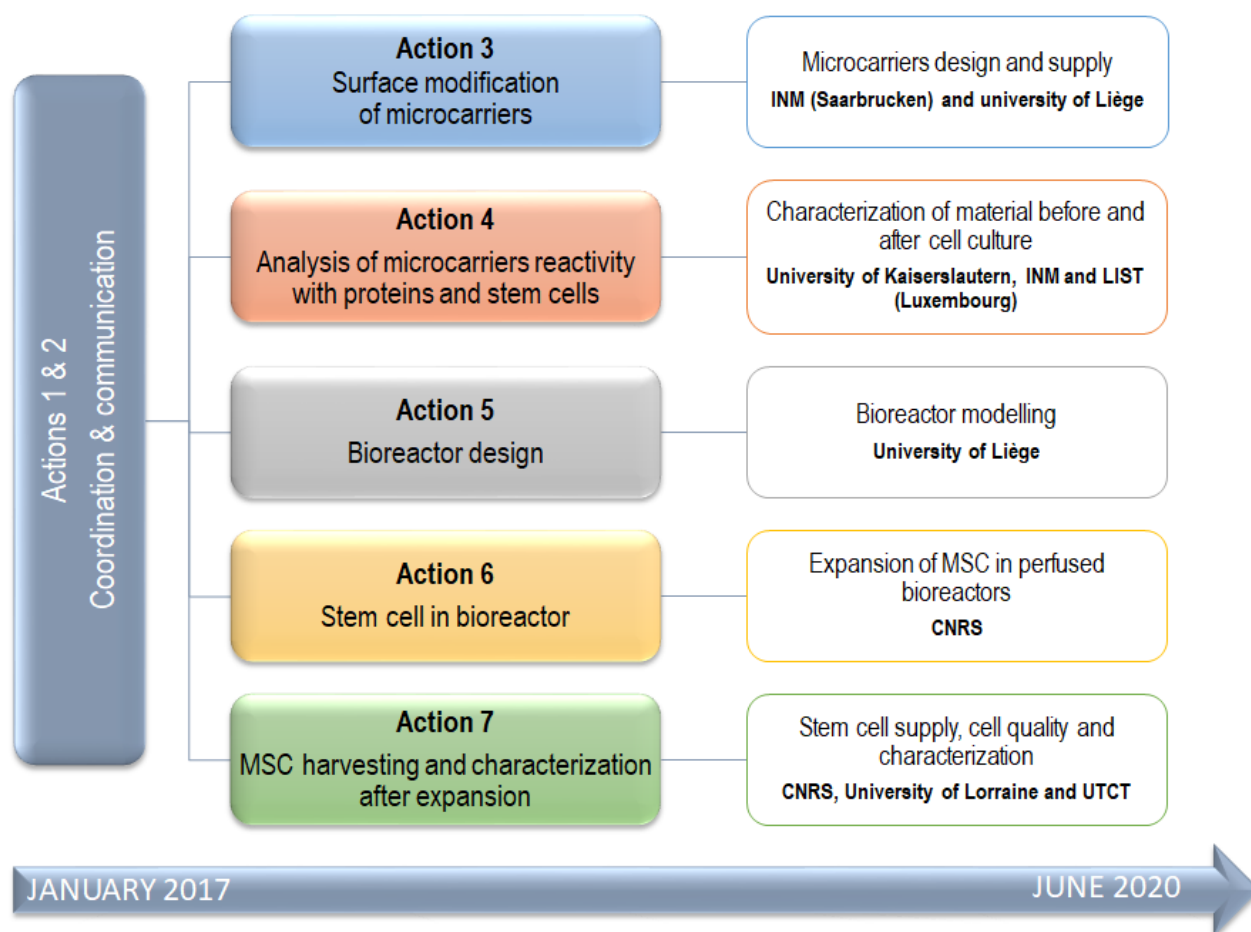 Actions 1 & 2
Coordination & communication
Action 3
Surface modification
of microcarriers
Microcarriers design and supply
INM (Saarbrucken) and university of Liège
Action 4
Analysis of microcarriers reactivity
with proteins and stem cells
Characterization of material before and
after cell culture
University of Kaiserslautern, INM and LIST
(Luxembourg)
Action 5
Bioreactor design
Bioreactor modelling
University of Liège
Action 6
Stem cell in bioreactor
Expansion of MSC in perfused
bioreactors
CNRS
Action 7
MSC harvesting and characterization
after expansion
Stem cell supply, cell quality and
characterization
CNRS, University of Lorraine and UTCT
JANUARY 2017
JUNE 2020